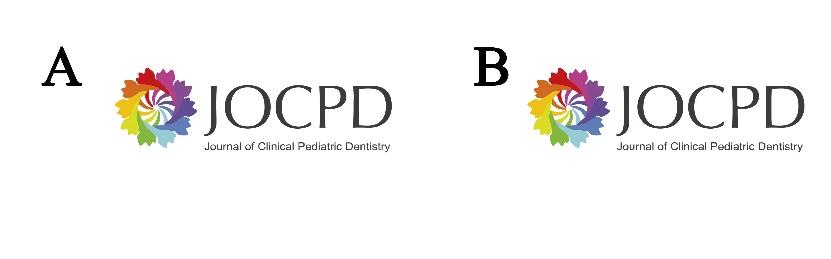 A
JOCPD
Journal of Clinical Pediatric Dentistry
B
JOCPD
Journal of Clinical Pediatric Dentistry